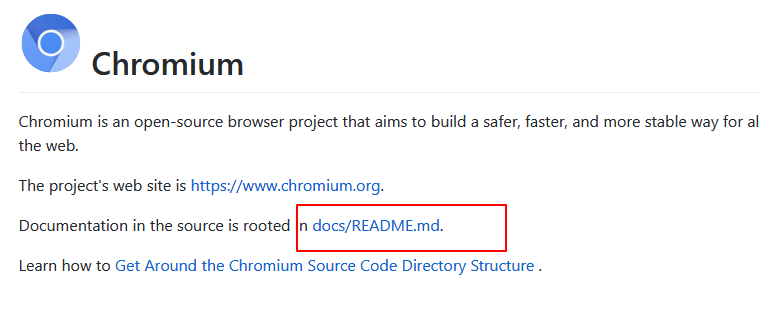 Chromium
Chromium is an open-source browser project that aims to build a safer, faster, and more stable way for al
the web.
The project's web site is https://www.chromium.org.
Documentation in the source is rooted in docs/README.md.
Learn how to Get Around the Chromium Source Code Directory Structure .